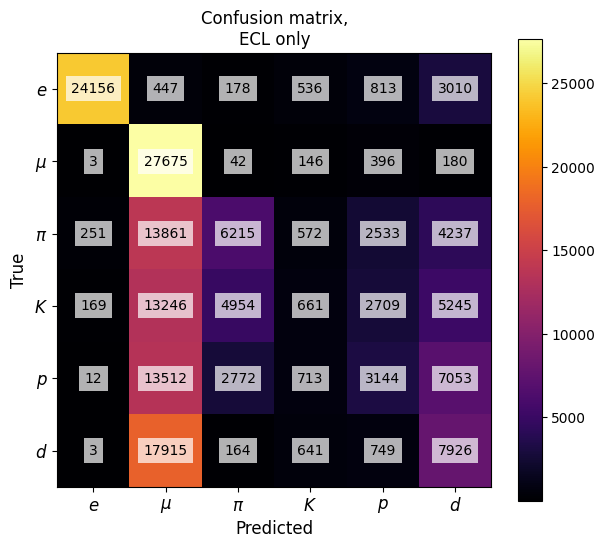 Confusion matrix,
ECL only
True
e 24156 447 178 536 813 3010
μ 3 27675 42 146 396 180
π 251 13861 6215 572 2533 4237
K 169 13246 4954 661 2709 5245
p 12 13512 2772 713 3144 7053
d 3 17915 164 641 749 7926
e μ π K p d
Predicted
25000
20000
15000
10000
5000